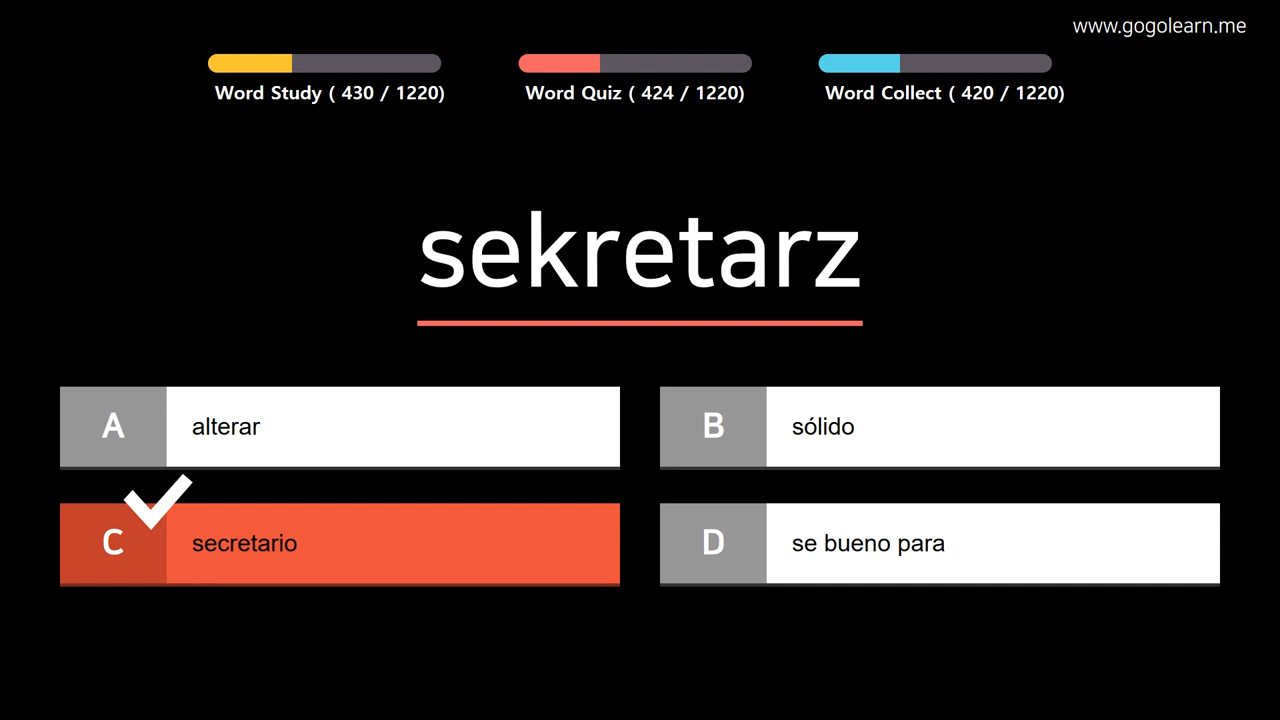 www.gogolearn.me
Word Study ( 430 / 1220)
Word Quiz ( 424 / 1220)
Word Collect ( 420 / 1220)
sekretarz
A
alterar
B
sólido
C
secretario
D
se bueno para